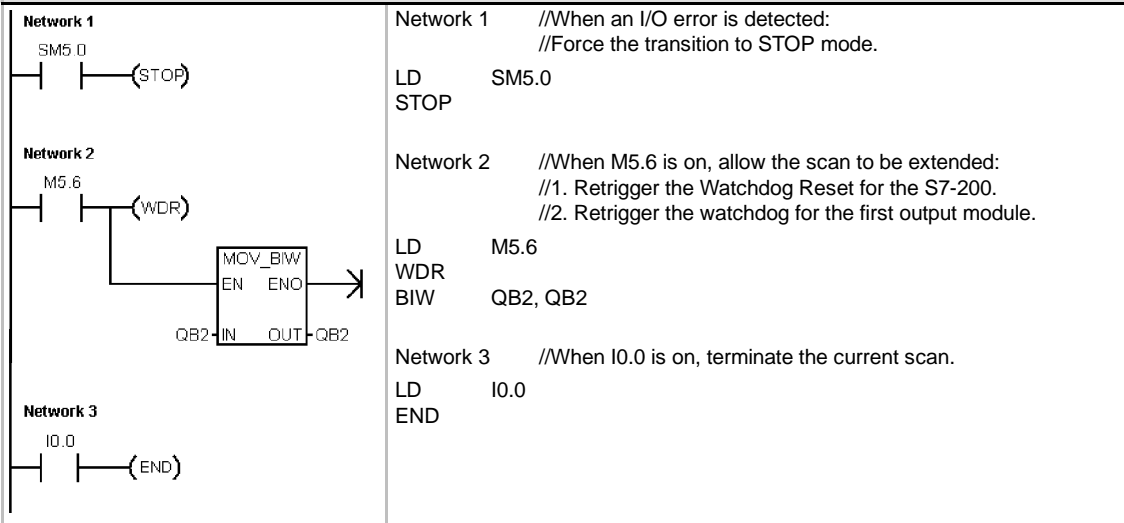 Network 1
SM5.0
(STOP)
Network 2
M5.6
(WDR)
MOV_BIW
EN ENO
QB2 IN OUT QB2
Network 3
I0.0
(END)
Network 1 //When an I/O error is detected:
//Force the transition to STOP mode.
LD SM5.0
STOP
Network 2 //When M5.6 is on, allow the scan to be extended:
//1. Retrigger the Watchdog Reset for the S7-200.
//2. Retrigger the watchdog for the first output module.
LD M5.6
WDR
BIW QB2, QB2
Network 3 //When I0.0 is on, terminate the current scan.
LD I0.0
END